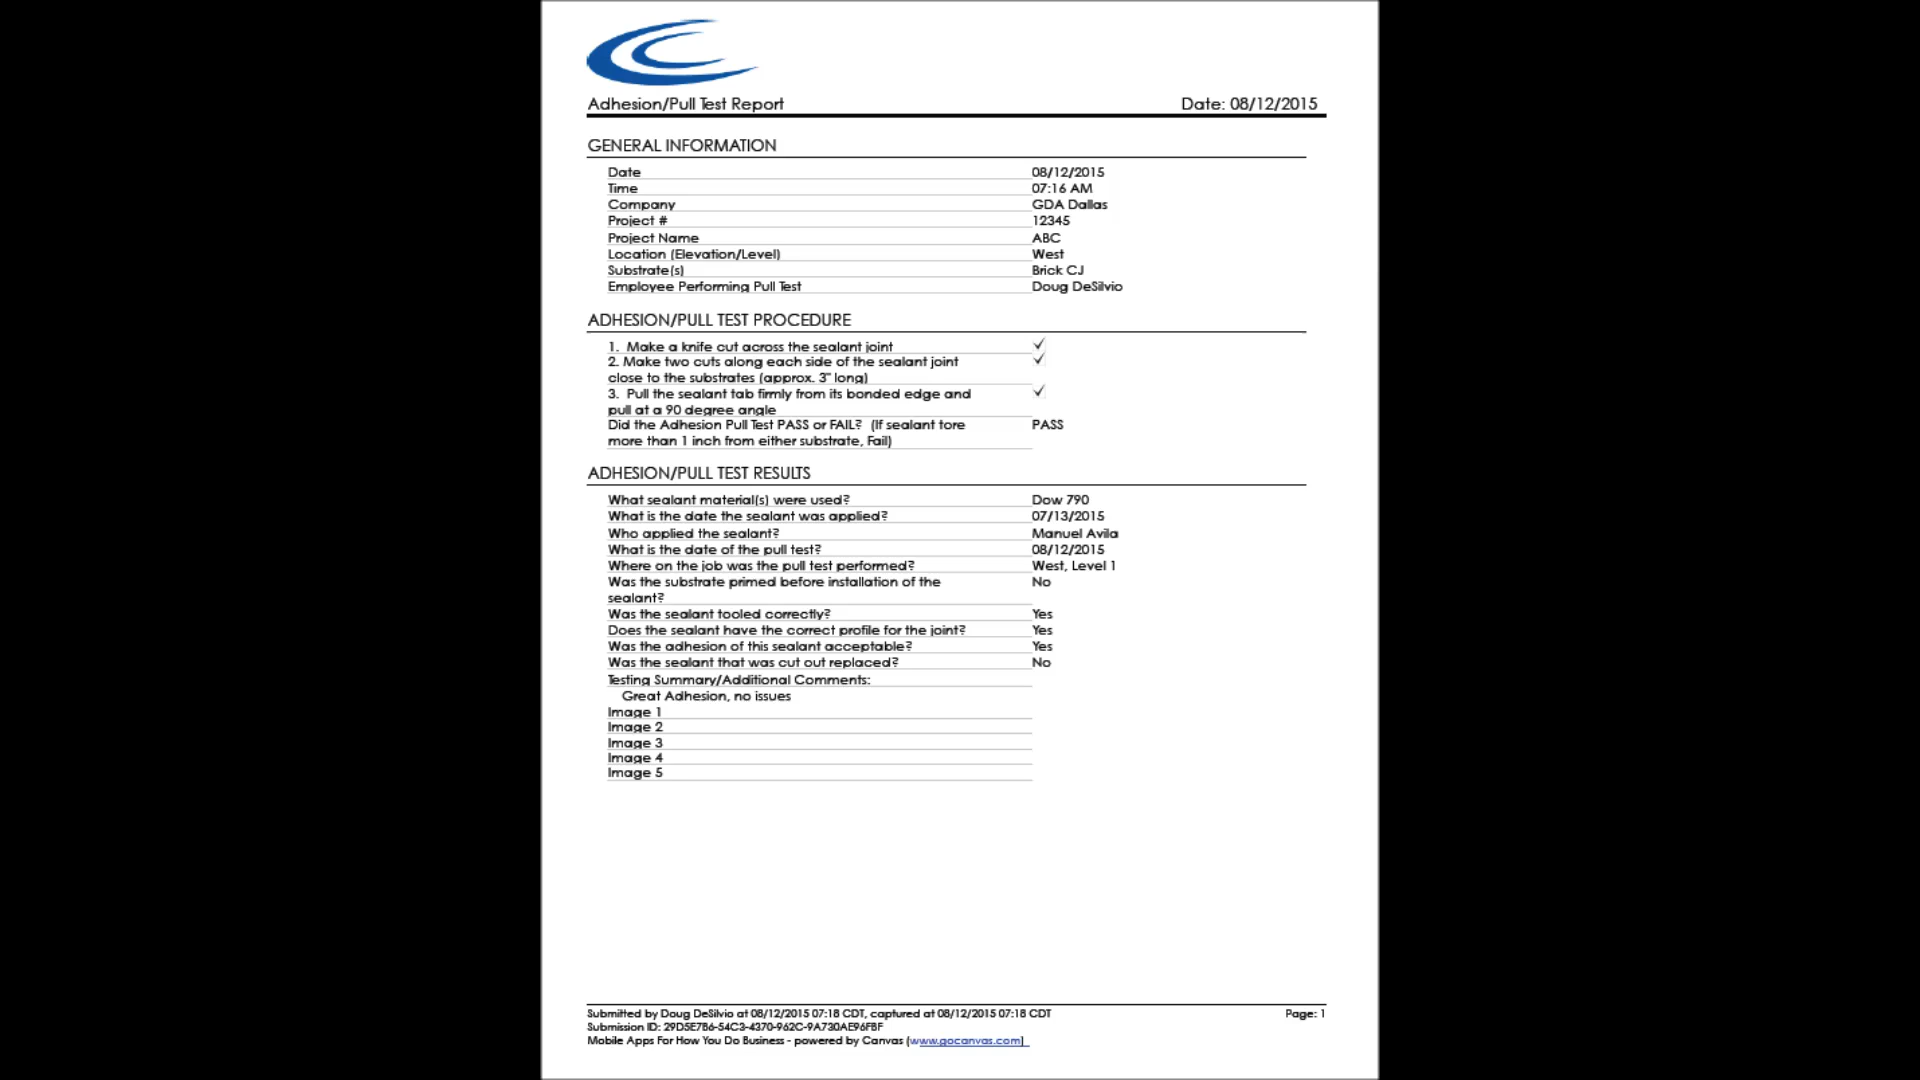 Adhesion/Pull Test Report Date: 08/12/2015
GENERAL INFORMATION
Date 08/12/2015
Time 07:16 AM
Company GDA Dallas
Project # 12345
Project Name ABC
Location (Elevation/Level) West
Substrate(s) Brick CJ
Employee Performing Pull Test Doug DeSilvio
ADHESION/PULL TEST PROCEDURE
1. Make a knife cut across the sealant joint ✓
2. Make two cuts along each side of the sealant joint ✓
close to the substrates (approx. 3" long)
3. Pull the sealant tab firmly from its bonded edge and ✓
pull at a 90 degree angle
Did the Adhesion Pull Test PASS or FAIL? (If sealant tore PASS
more than 1 inch from either substrate, Fail)
ADHESION/PULL TEST RESULTS
What sealant material(s) were used? Dow 790
What is the date the sealant was applied? 07/13/2015
Who applied the sealant? Manuel Avila
What is the date of the pull test? 08/12/2015
Where on the job was the pull test performed? West, Level 1
Was the substrate primed before installation of the No
sealant?
Was the sealant tooled correctly? Yes
Does the sealant have the correct profile for the joint? Yes
Was the adhesion of this sealant acceptable? Yes
Was the sealant that was cut out replaced? No
Testing Summary/Additional Comments:
Great Adhesion, no issues
Image 1
Image 2
Image 3
Image 4
Image 5
Submitted by Doug DeSilvio at 08/12/2015 07:18 CDT, captured at 08/12/2015 07:18 CDT Page: 1
Submission ID: 29D5E7B6-54C3-4370-962C-9A730AE96FBF
Mobile Apps For How You Do Business - powered by Canvas (www.gocanvas.com)